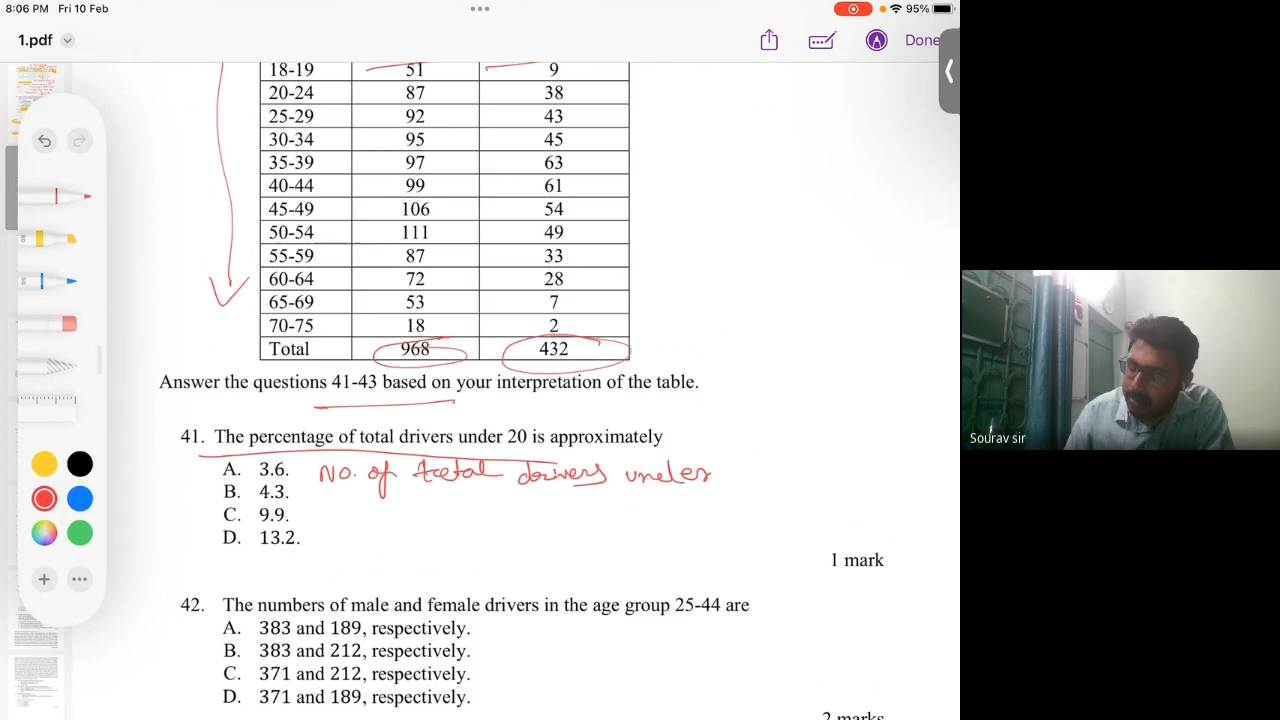 8:06 PM Fri 10 Feb
95%
1.pdf
Done
18-19 51 9
20-24 87 38
25-29 92 43
30-34 95 45
35-39 97 63
40-44 99 61
45-49 106 54
50-54 111 49
55-59 87 33
60-64 72 28
65-69 53 7
70-75 18 2
Total 968 432
Answer the questions 41-43 based on your interpretation of the table.
41. The percentage of total drivers under 20 is approximately
A. 3.6. No. of total drivers under
B. 4.3.
C. 9.9.
D. 13.2.
1 mark
42. The numbers of male and female drivers in the age group 25-44 are
A. 383 and 189, respectively.
B. 383 and 212, respectively.
C. 371 and 212, respectively.
D. 371 and 189, respectively.
2 marks
Sourav sir